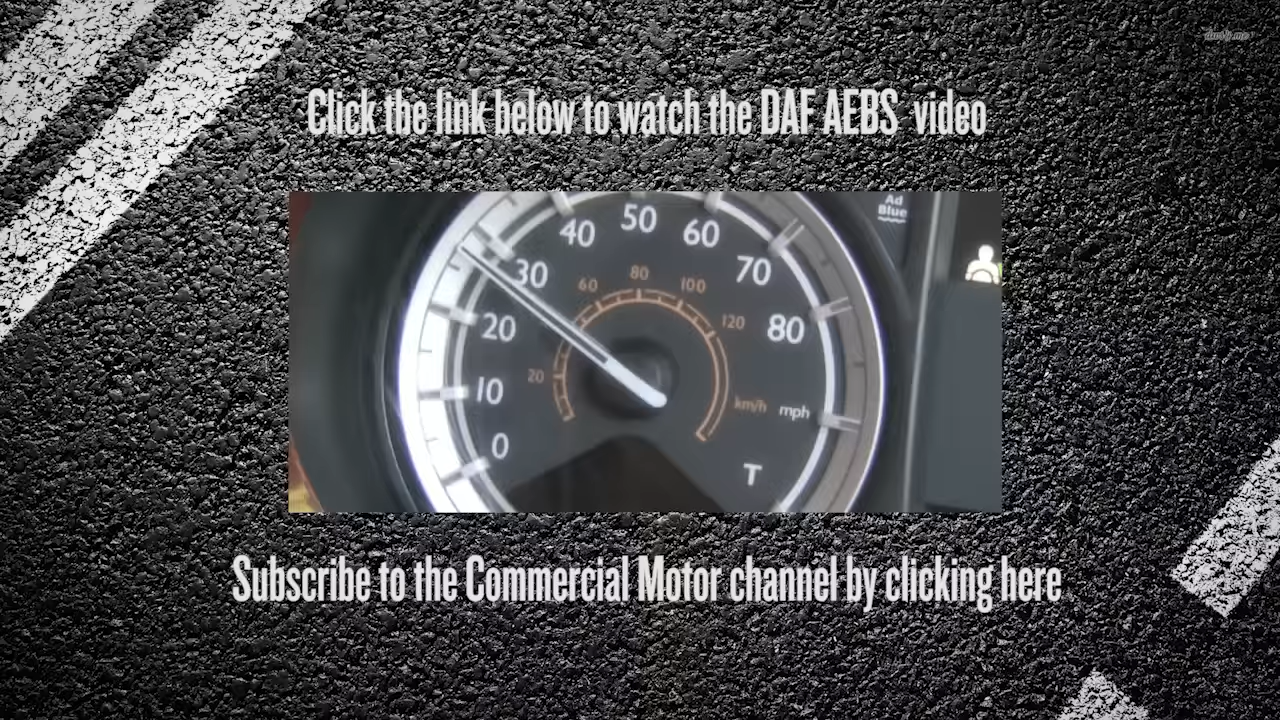 Click the link below to watch the DAF AEBS video
Ad
Blue
40 50 60
30 70
20 80
10
0
60 80 100
20 120
km/h mph
T
Subscribe to the Commercial Motor channel by clicking here